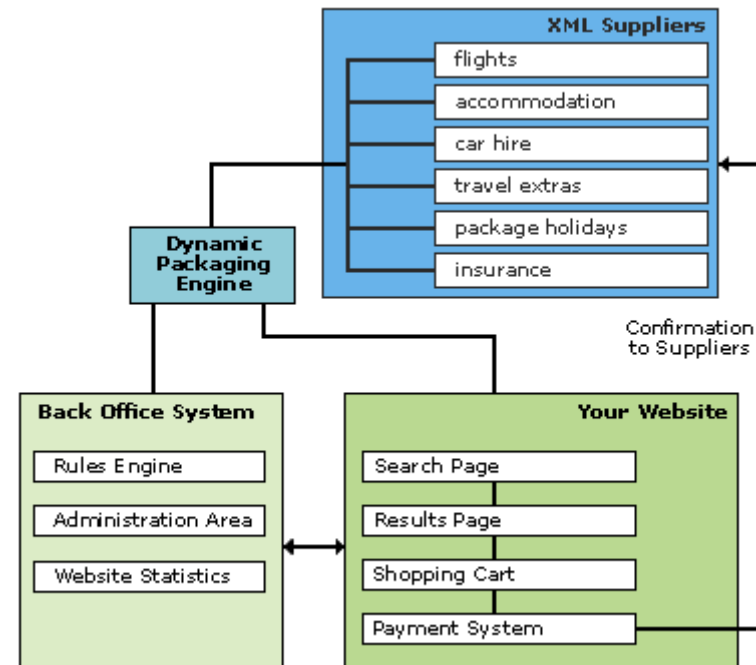 XML Suppliers
flights
accommodation
car hire
travel extras
package holidays
insurance
Dynamic
Packaging
Engine
Confirmation
to Suppliers
Back Office System
Rules Engine
Administration Area
Website Statistics
Your Website
Search Page
Results Page
Shopping Cart
Payment System